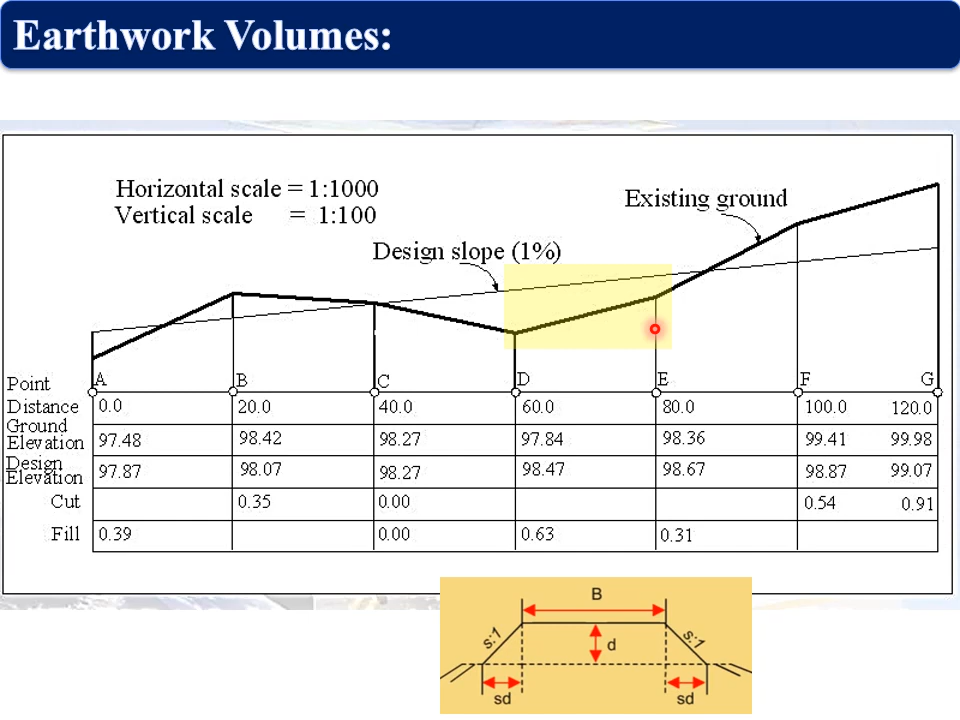 Earthwork Volumes:
Horizontal scale = 1:1000
Vertical scale = 1:100
Existing ground
Design slope (1%)
Point A B C D E F G
Distance 0.0 20.0 40.0 60.0 80.0 100.0 120.0
Ground
Elevation 97.48 98.42 98.27 97.84 98.36 99.41 99.98
Design
Elevation 97.87 98.07 98.27 98.47 98.67 98.87 99.07
Cut 0.35 0.00 0.54 0.91
Fill 0.39 0.00 0.63 0.31
B
s:1 d s:1
sd sd